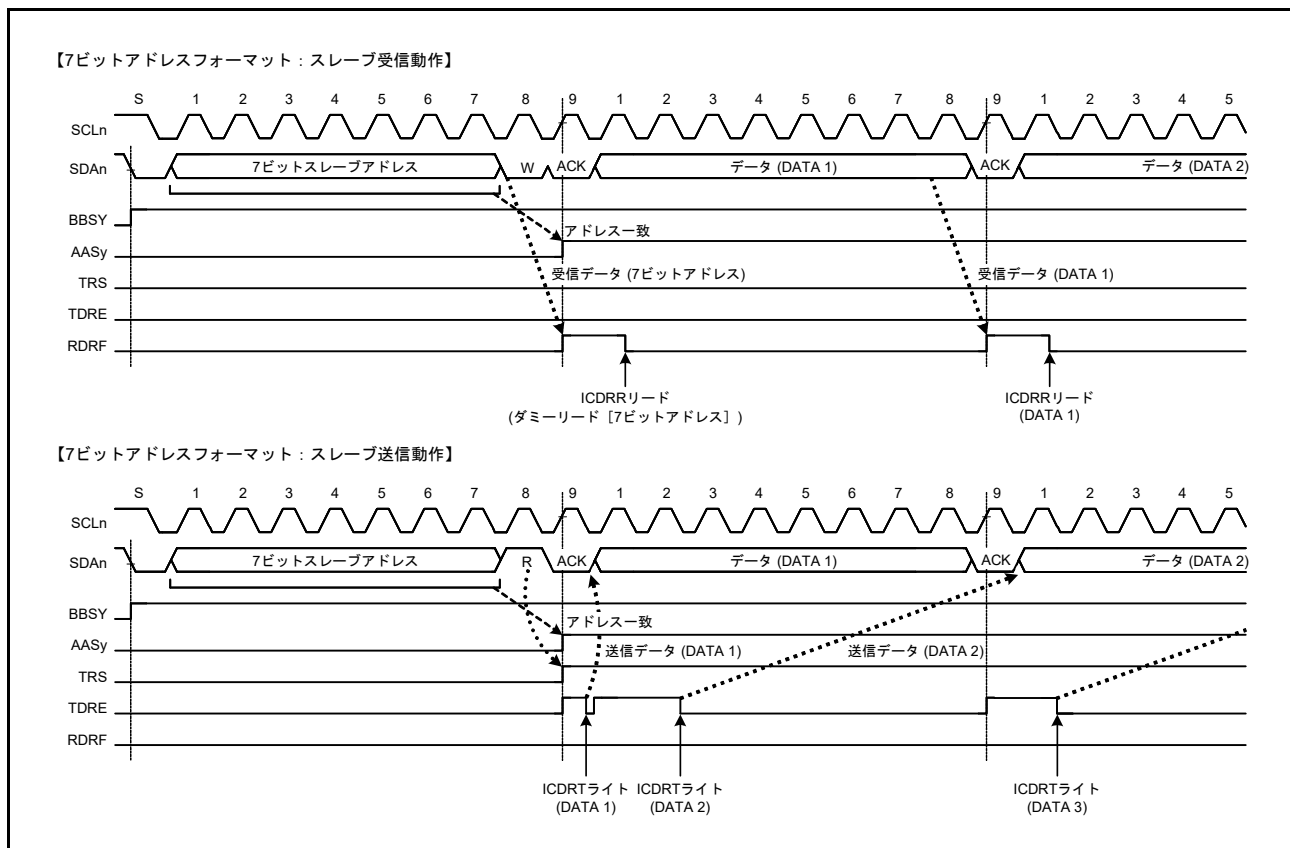 【7ビットアドレスフォーマット：スレーブ受信動作】
S 1 2 3 4 5 6 7 8 9 1 2 3 4 5 6 7 8 9 1 2 3 4 5
SCLn
SDAn 7ビットスレーブアドレス W ACK データ (DATA 1) ACK データ (DATA 2)
BBSY
アドレス一致
AASy
受信データ (7ビットアドレス) 受信データ (DATA 1)
TRS
TDRE
RDRF
ICDRRリード ICDRRリード
(ダミーリード［7ビットアドレス］) (DATA 1)
【7ビットアドレスフォーマット：スレーブ送信動作】
S 1 2 3 4 5 6 7 8 9 1 2 3 4 5 6 7 8 9 1 2 3 4 5
SCLn
SDAn 7ビットスレーブアドレス R ACK データ (DATA 1) ACK データ (DATA 2)
BBSY
アドレス一致
AASy
送信データ (DATA 1) 送信データ (DATA 2)
TRS
TDRE
RDRF
ICDRTライト ICDRTライト ICDRTライト
(DATA 1) (DATA 2) (DATA 3)